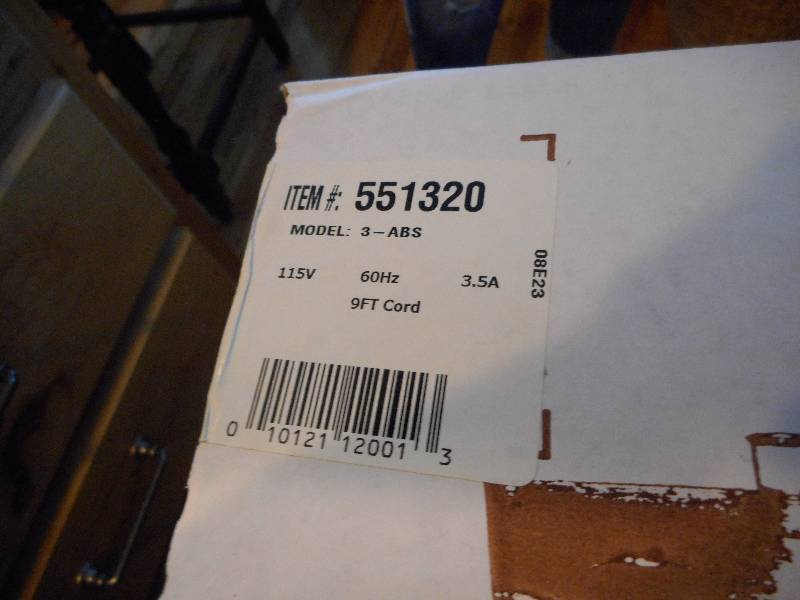 ITEM #: 551320
MODEL: 3-ABS
115V 60Hz 3.5A
9FT Cord
08E23
0 10121 12001 3